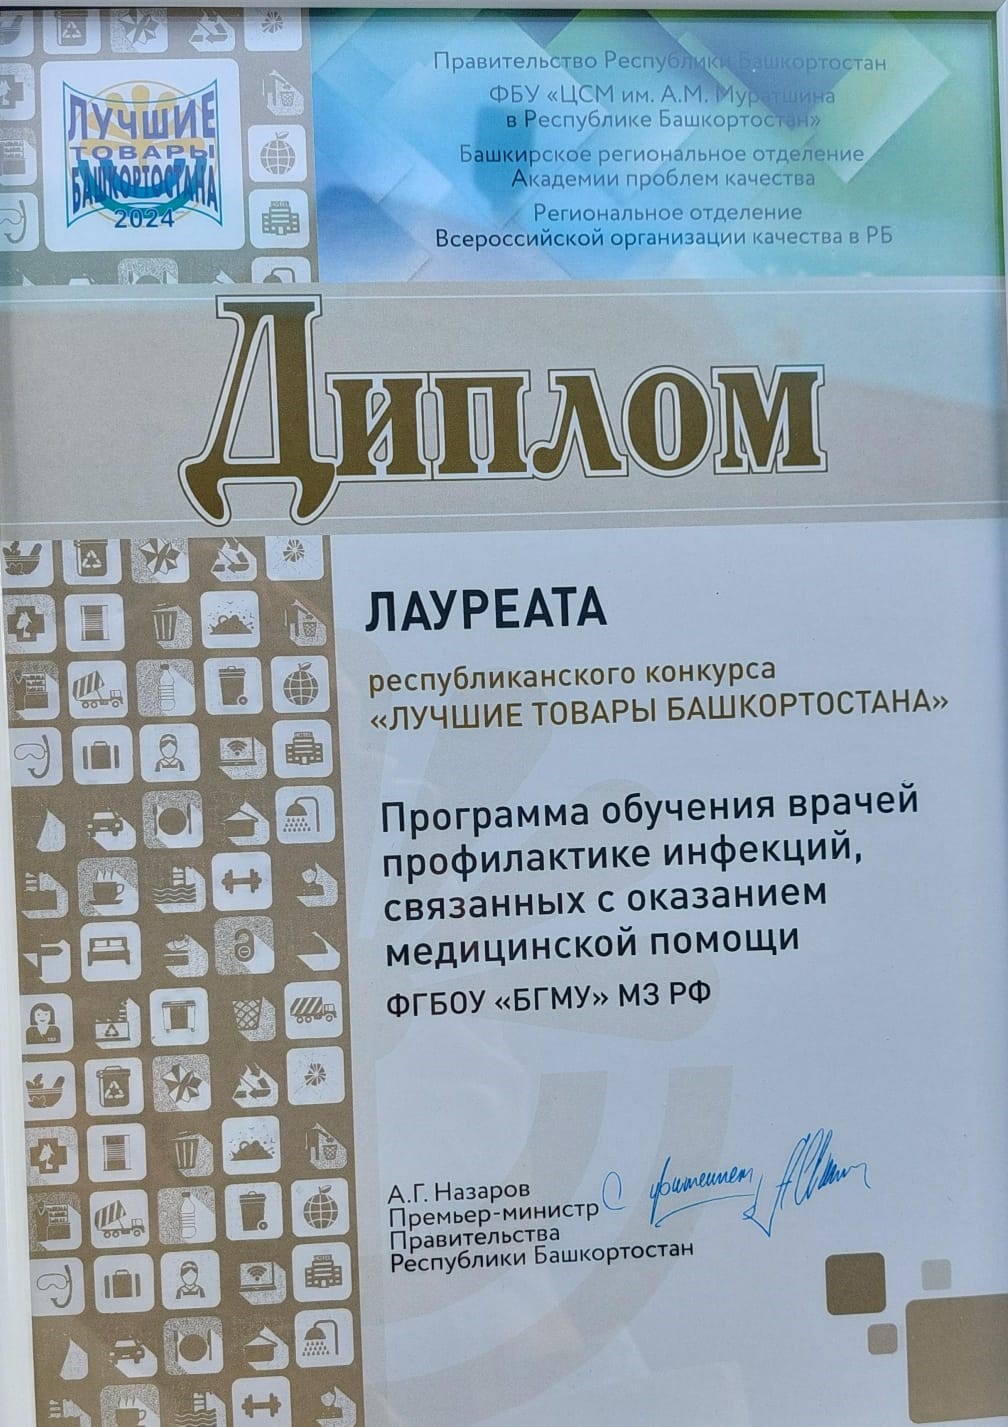 ЛУЧШИЕ
ТОВАРЫ
БАШКОРТОСТАНА
2024
Правительство Республики Башкортостан
ФБУ «ЦСМ им. А.М. Муратшина
в Республике Башкортостан»
Башкирское региональное отделение
Академии проблем качества
Региональное отделение
Всероссийской организации качества в РБ
Диплом
ЛАУРЕАТА
республиканского конкурса
«ЛУЧШИЕ ТОВАРЫ БАШКОРТОСТАНА»
Программа обучения врачей
профилактике инфекций,
связанных с оказанием
медицинской помощи
ФГБОУ «БГМУ» МЗ РФ
А.Г. Назаров
Премьер-министр
Правительства
Республики Башкортостан